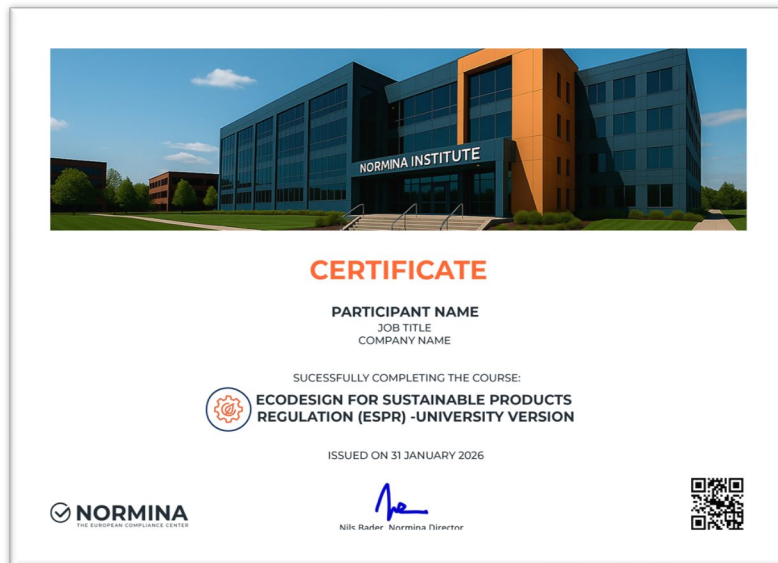 NORMINA INSTITUTE
CERTIFICATE
PARTICIPANT NAME
JOB TITLE
COMPANY NAME
SUCESSFULLY COMPLETING THE COURSE:
ECODESIGN FOR SUSTAINABLE PRODUCTS
REGULATION (ESPR) -UNIVERSITY VERSION
ISSUED ON 31 JANUARY 2026
NORMINA
THE EUROPEAN COMPLIANCE CENTER
Nils Bader, Normina Director